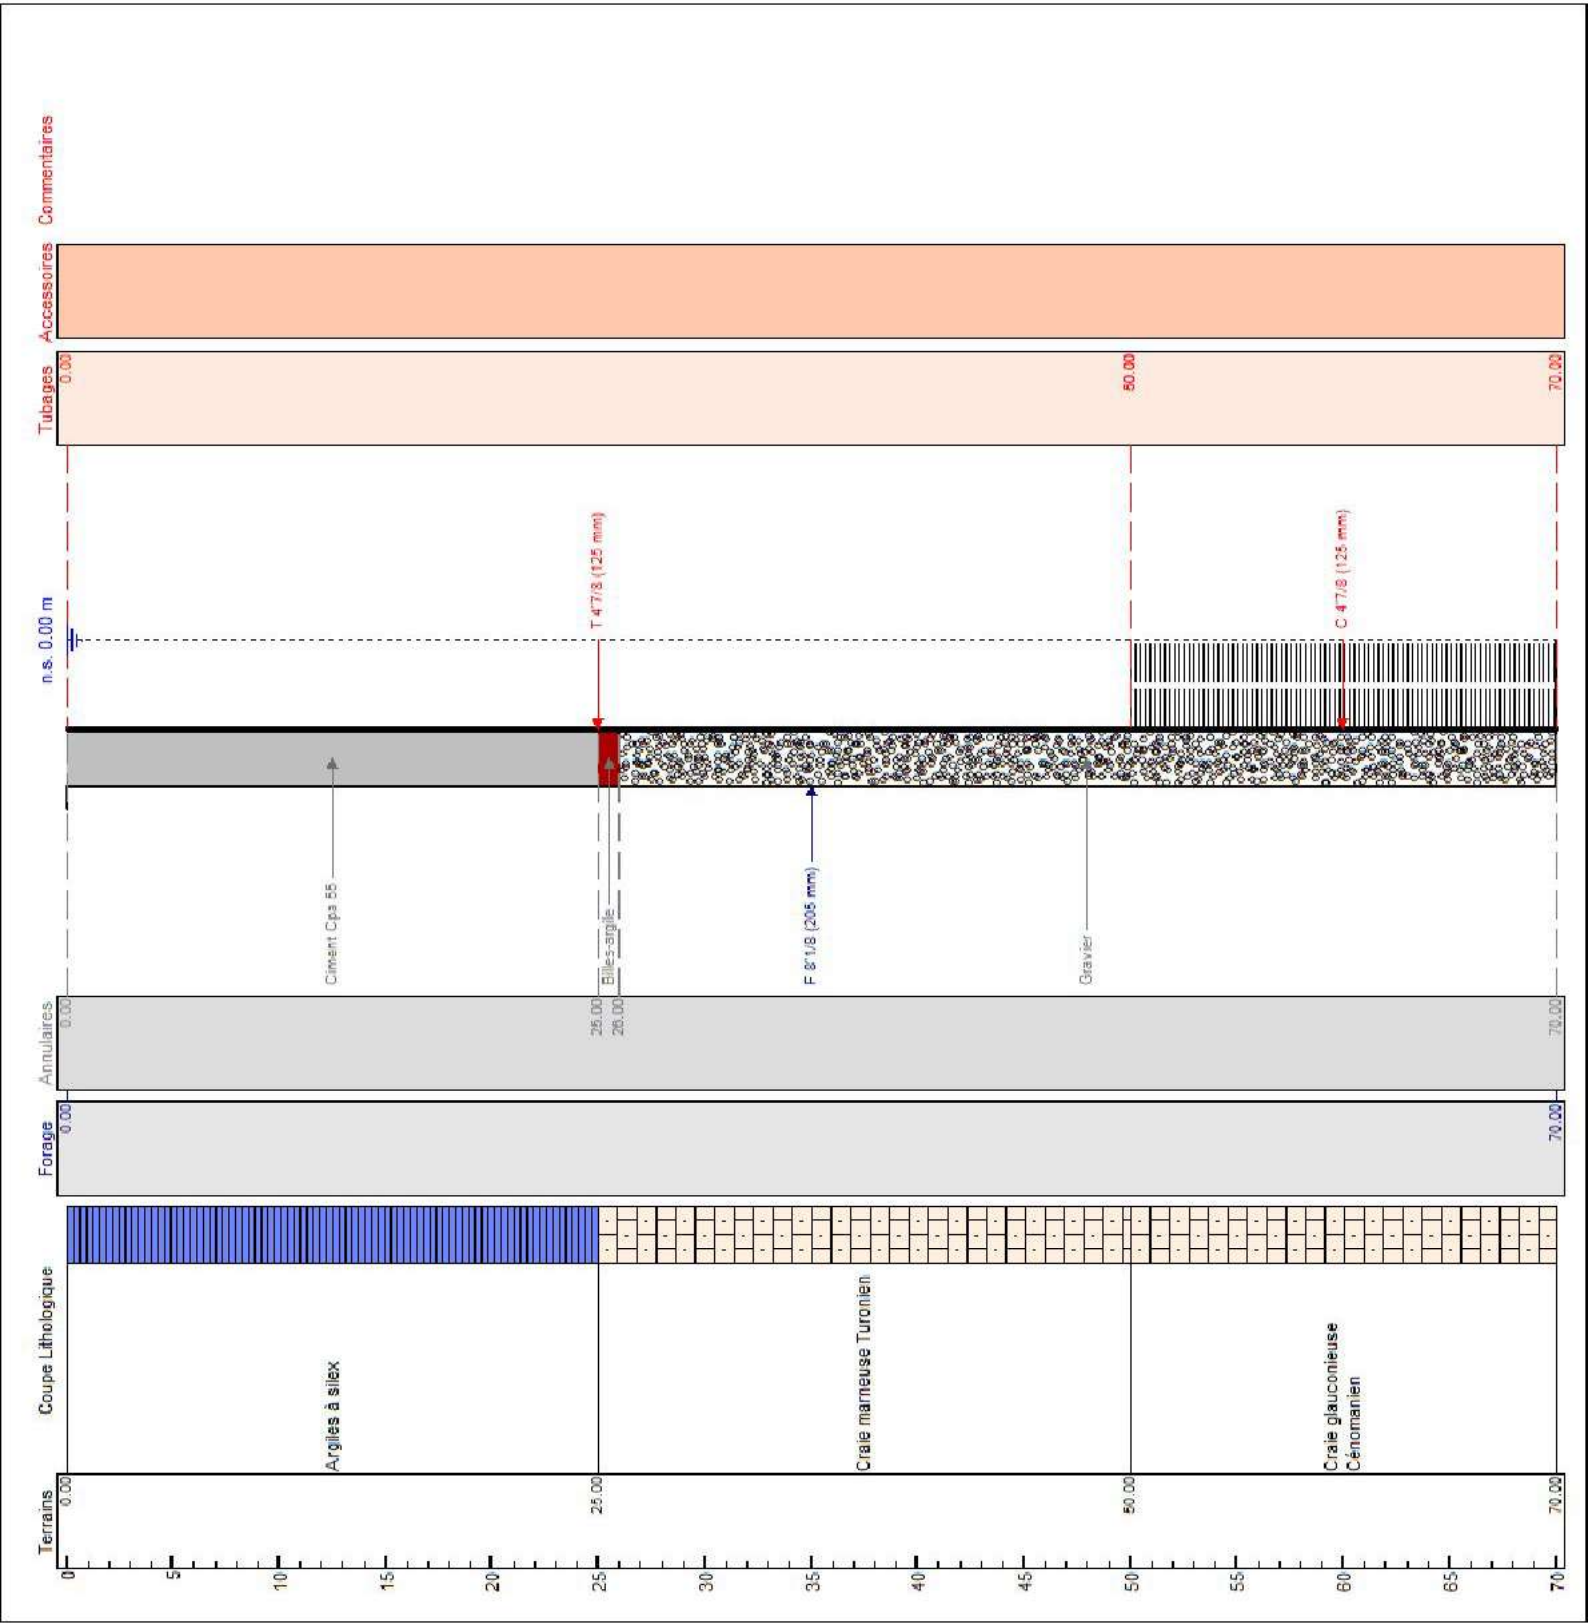 Terrains
Coupe Lithologique
Forage
Annulaires
n.s. 0.00 m
Tubages
Accessoires
Commentaires
0
5
10
15
20
25
30
35
40
45
50
55
60
65
70
0.00
25.00
50.00
70.00
Argiles à silex
Craie marneuse Turonien
Craie glauconieuse
Cénomanien
0.00
70.00
0.00
25.00
26.00
70.00
Ciment Cpa 55
Billes-argile
F 8"1/8 (205 mm)
Gravier
T 4"7/8 (125 mm)
C 4"7/8 (125 mm)
0.00
50.00
70.00